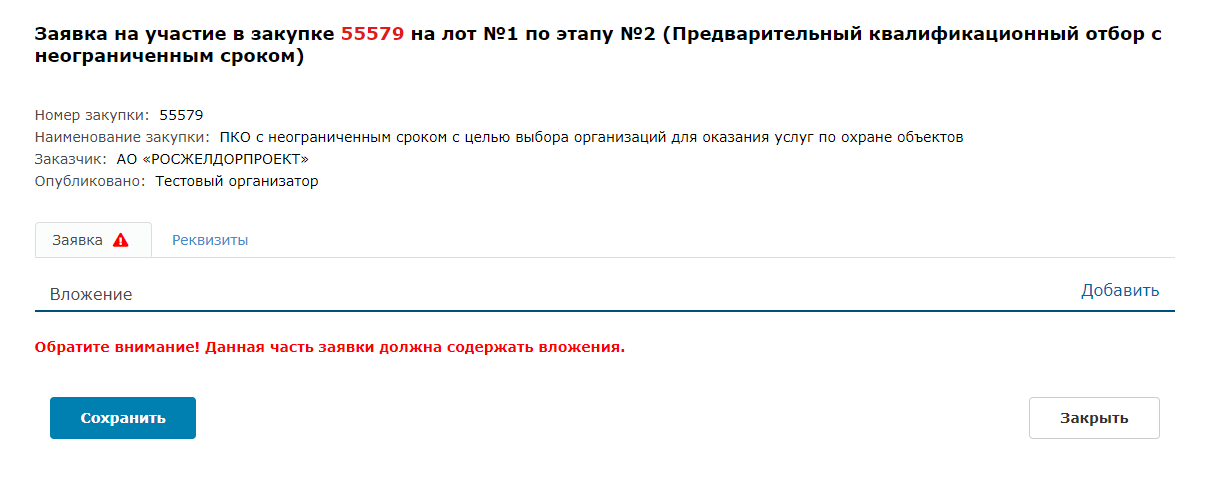 Заявка на участие в закупке 55579 на лот №1 по этапу №2 (Предварительный квалификационный отбор с
неограниченным сроком)
Номер закупки: 55579
Наименование закупки: ПКО с неограниченным сроком с целью выбора организаций для оказания услуг по охране объектов
Заказчик: АО «РОСЖЕЛДОРПРОЕКТ»
Опубликовано: Тестовый организатор
Заявка Реквизиты
Вложение Добавить
Обратите внимание! Данная часть заявки должна содержать вложения.
Сохранить Закрыть